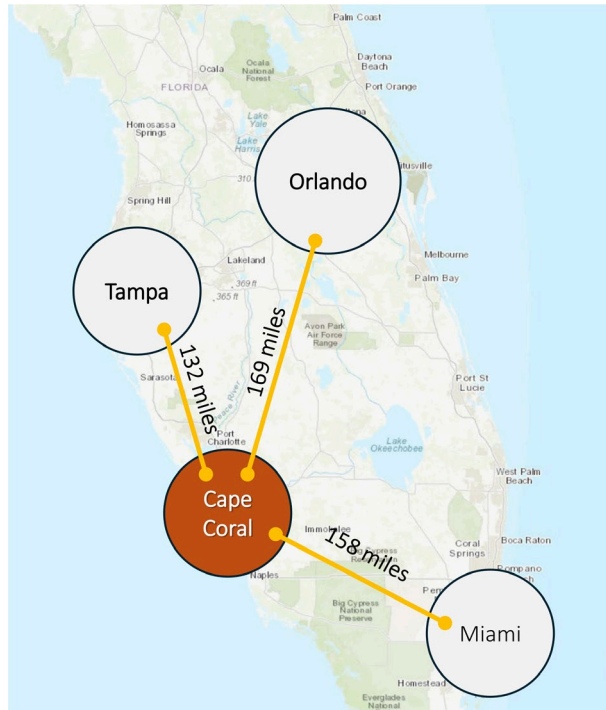 Palm Coast
Ocala
Ocala
National
Forest
Daytona
Beach
FLORIDA
Port Orange
Homosassa
Springs
Lake
Yale
Lake
Harris
310
Orlando
Spring Hill
Tampa
Lakeland
369 ft
365 ft
Melbourne
Palm Bay
Avon Park
Air Force
Range
132 miles
169 miles
Sarasota
Peace River
Port St
Lucie
Port
Charlotte
Lake
Okeechobee
West Palm
Beach
Cape
Coral
158 miles
Coral
Springs
Boca Raton
Pompano
Naples
Big Cypress
National
Preserve
Miami
Homestead
Everglades
National